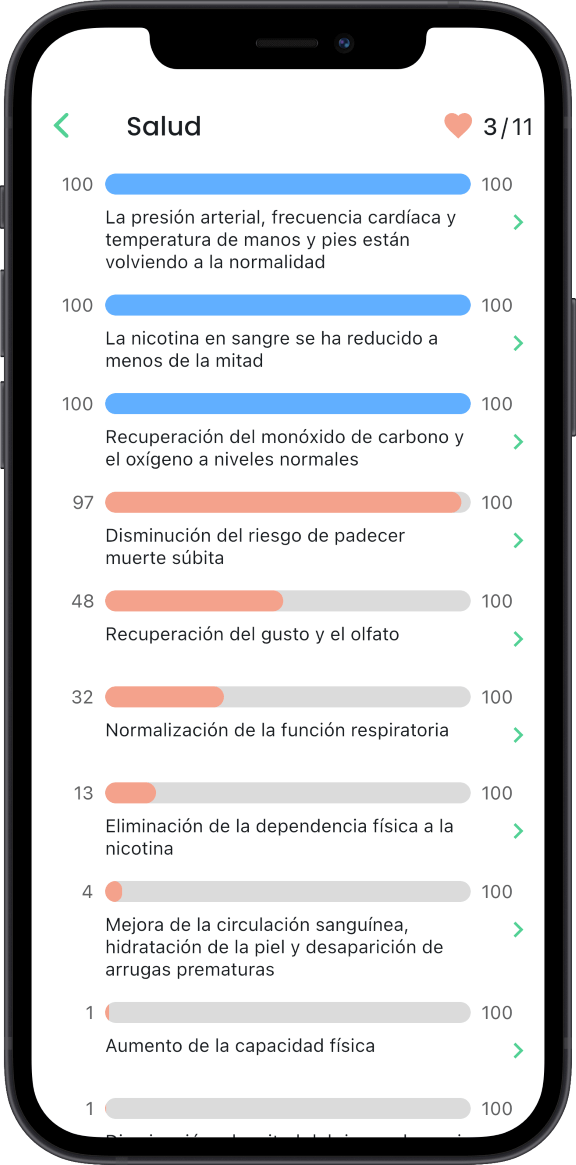 Salud
3/11
100 100
La presión arterial, frecuencia cardíaca y
temperatura de manos y pies están
volviendo a la normalidad
100 100
La nicotina en sangre se ha reducido a
menos de la mitad
100 100
Recuperación del monóxido de carbono y
el oxígeno a niveles normales
97 100
Disminución del riesgo de padecer
muerte súbita
48 100
Recuperación del gusto y el olfato
32 100
Normalización de la función respiratoria
13 100
Eliminación de la dependencia física a la
nicotina
4 100
Mejora de la circulación sanguínea,
hidratación de la piel y desaparición de
arrugas prematuras
1 100
Aumento de la capacidad física
1 100